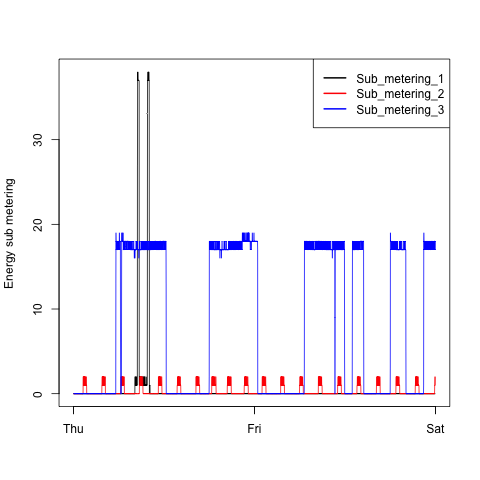 Sub_metering_1
Sub_metering_2
Sub_metering_3
Energy sub metering
30
20
10
0
Thu Fri Sat